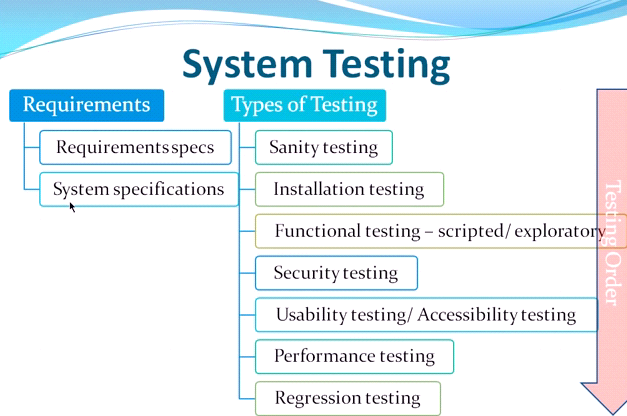 System Testing
Requirements
Requirements specs
System specifications
Types of Testing
Sanity testing
Installation testing
Functional testing – scripted/ exploratory
Security testing
Usability testing/ Accessibility testing
Performance testing
Regression testing
Testing Order